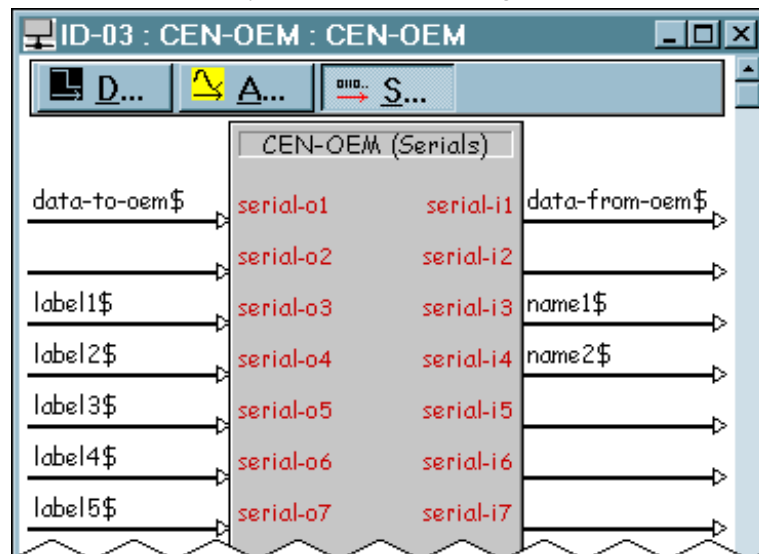 ID-03 : CEN-OEM : CEN-OEM
D... A... S...
CEN-OEM (Serials)
data-to-oem$ serial-o1 serial-i1 data-from-oem$
serial-o2 serial-i2
label1$ serial-o3 serial-i3 name1$
label2$ serial-o4 serial-i4 name2$
label3$ serial-o5 serial-i5
label4$ serial-o6 serial-i6
label5$ serial-o7 serial-i7